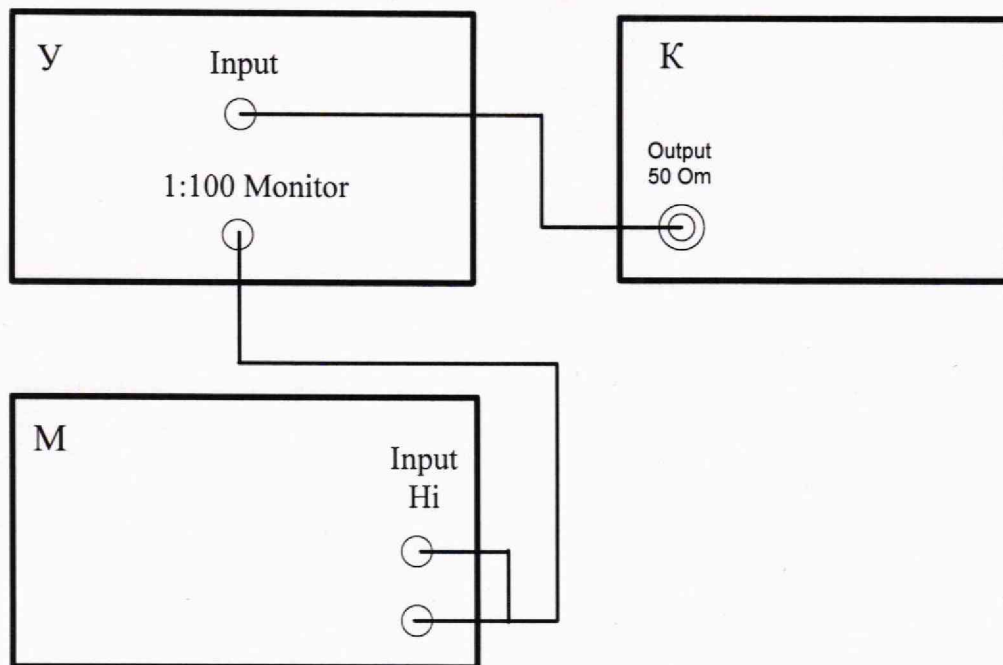 У
Input
1:100 Monitor
К
Output
50 Om
М
Input
Hi